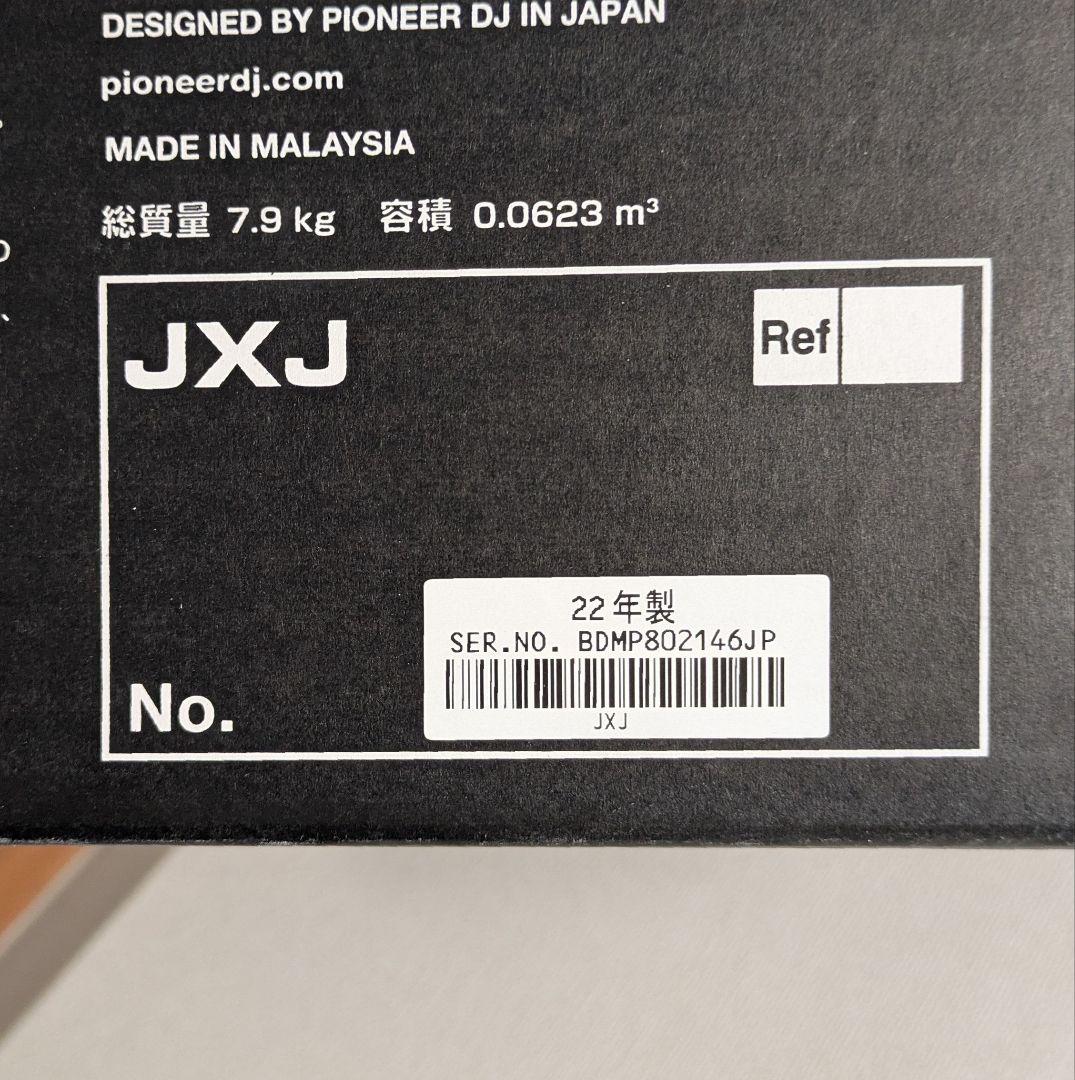 DESIGNED BY PIONEER DJ IN JAPAN
pioneerdj.com
MADE IN MALAYSIA
総質量 7.9 kg 容積 0.0623 m³
JXJ
Ref
22年製
SER.NO. BDMP802146JP
JXJ
No.